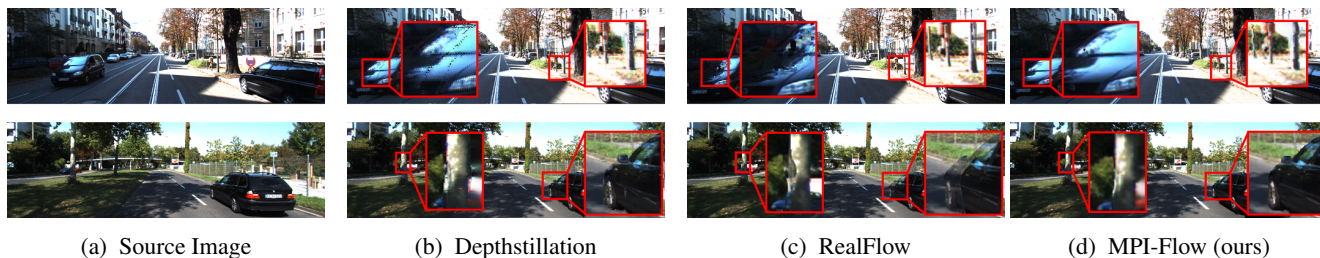 (a) Source Image
(b) Depthstillation
(c) RealFlow
(d) MPI-Flow (ours)